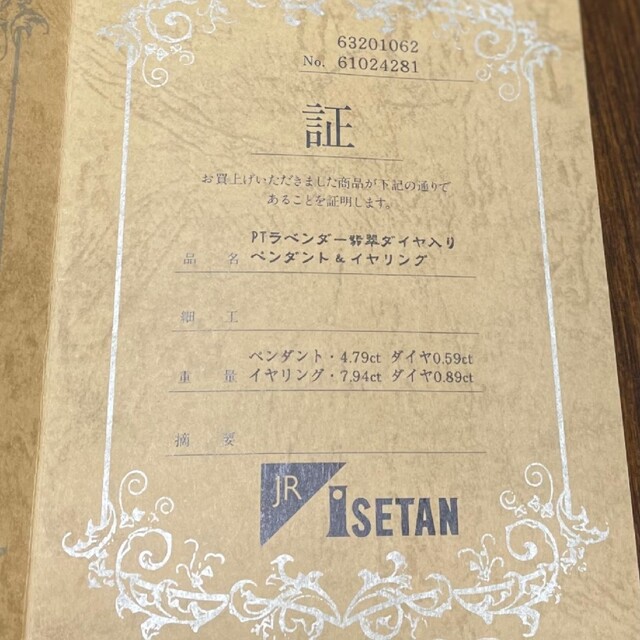 63201062
No. 61024281
証
お買上げいただきました商品が下記の通りで
あることを証明します。
PTラベンダー翡翠ダイヤ入り
品 名 ペンダント&イヤリング
細 工
ペンダント・4.79ct ダイヤ0.59ct
重 量 イヤリング・7.94ct ダイヤ0.89ct
摘 要
JR ISETAN